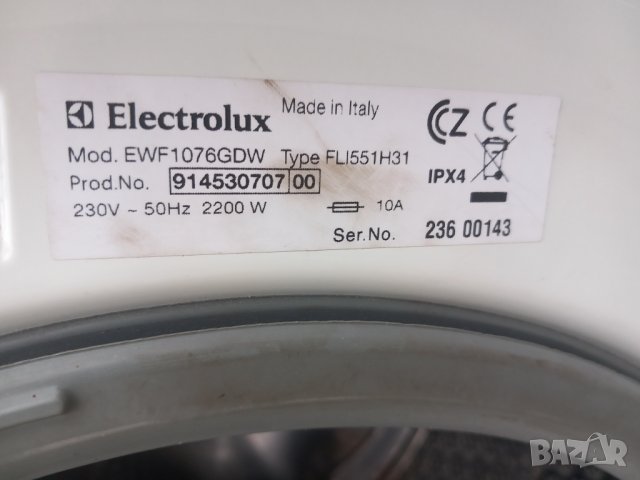 Electrolux Made in Italy
Mod. EWF1076GDW Type FLI551H31
Prod.No. 914530707 00
IPX4
230V ~ 50Hz 2200 W 10A
Ser.No. 236 00143
BAZAR